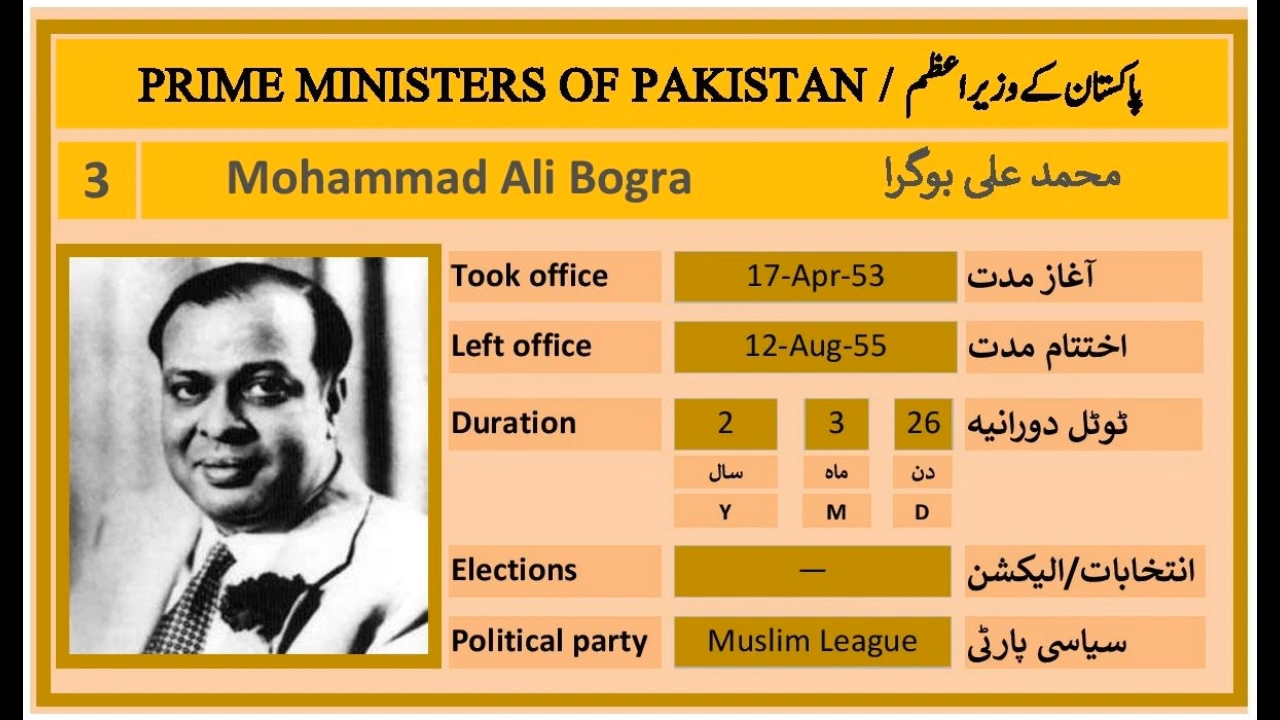 PRIME MINISTERS OF PAKISTAN / پاکستان کے وزیراعظم
3 Mohammad Ali Bogra محمد علی بوگرا
Took office 17-Apr-53 آغاز مدت
Left office 12-Aug-55 اختتام مدت
Duration 2 3 26 ٹوٹل دورانیہ
سال ماہ دن
Y M D
Elections — انتخابات/الیکشن
Political party Muslim League سیاسی پارٹی